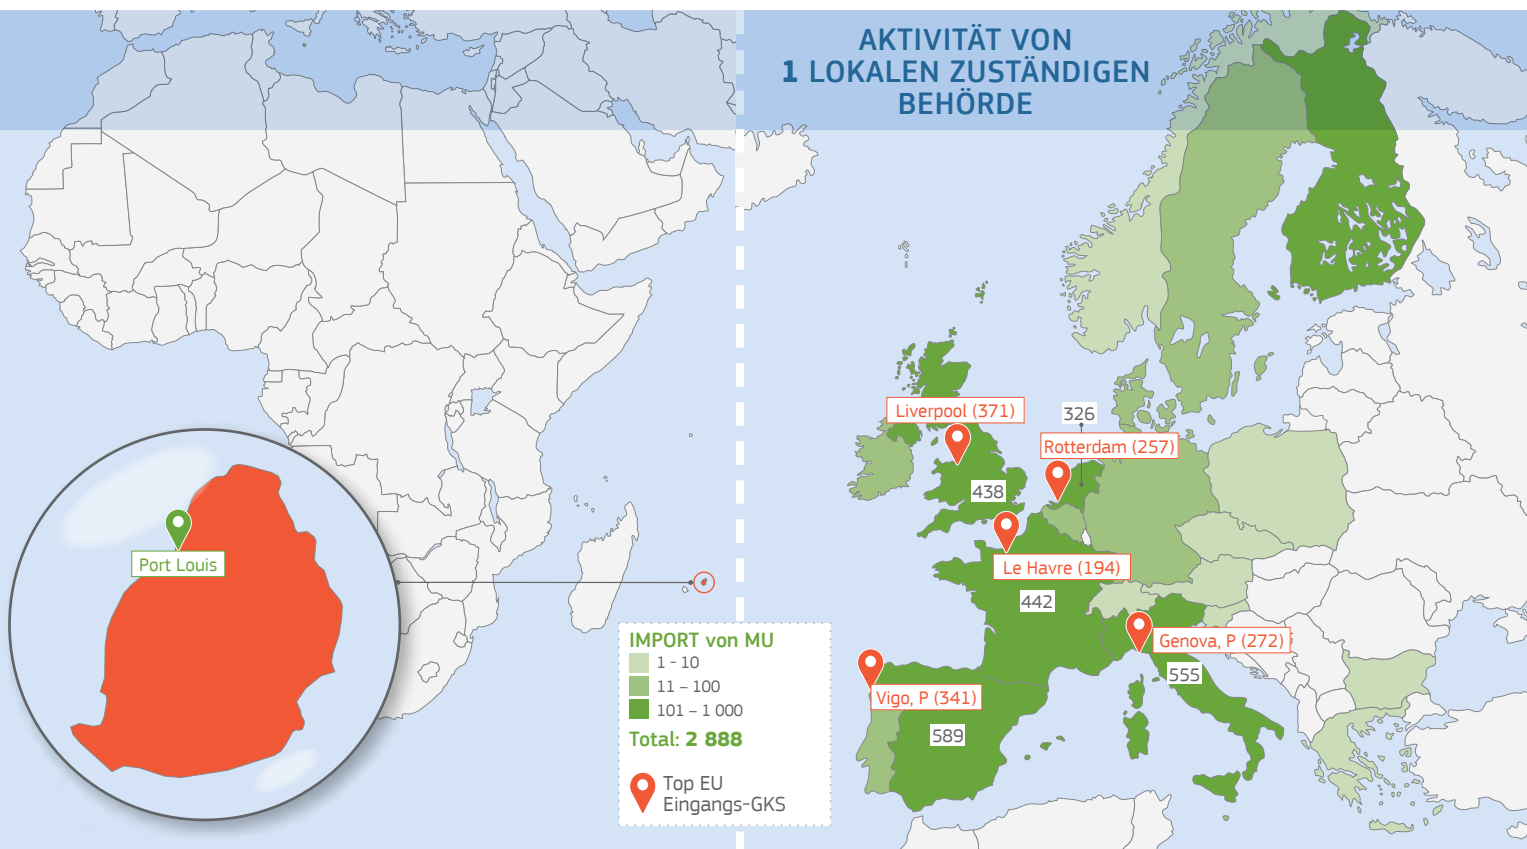 AKTIVITÄT VON
1 LOKALEN ZUSTÄNDIGEN
BEHÖRDE
Liverpool (371)
326
Rotterdam (257)
438
Le Havre (194)
442
Genova, P (272)
555
Vigo, P (341)
589
Port Louis
IMPORT von MU
1 - 10
11 – 100
101 – 1 000
Total: 2 888
Top EU
Eingangs-GKS